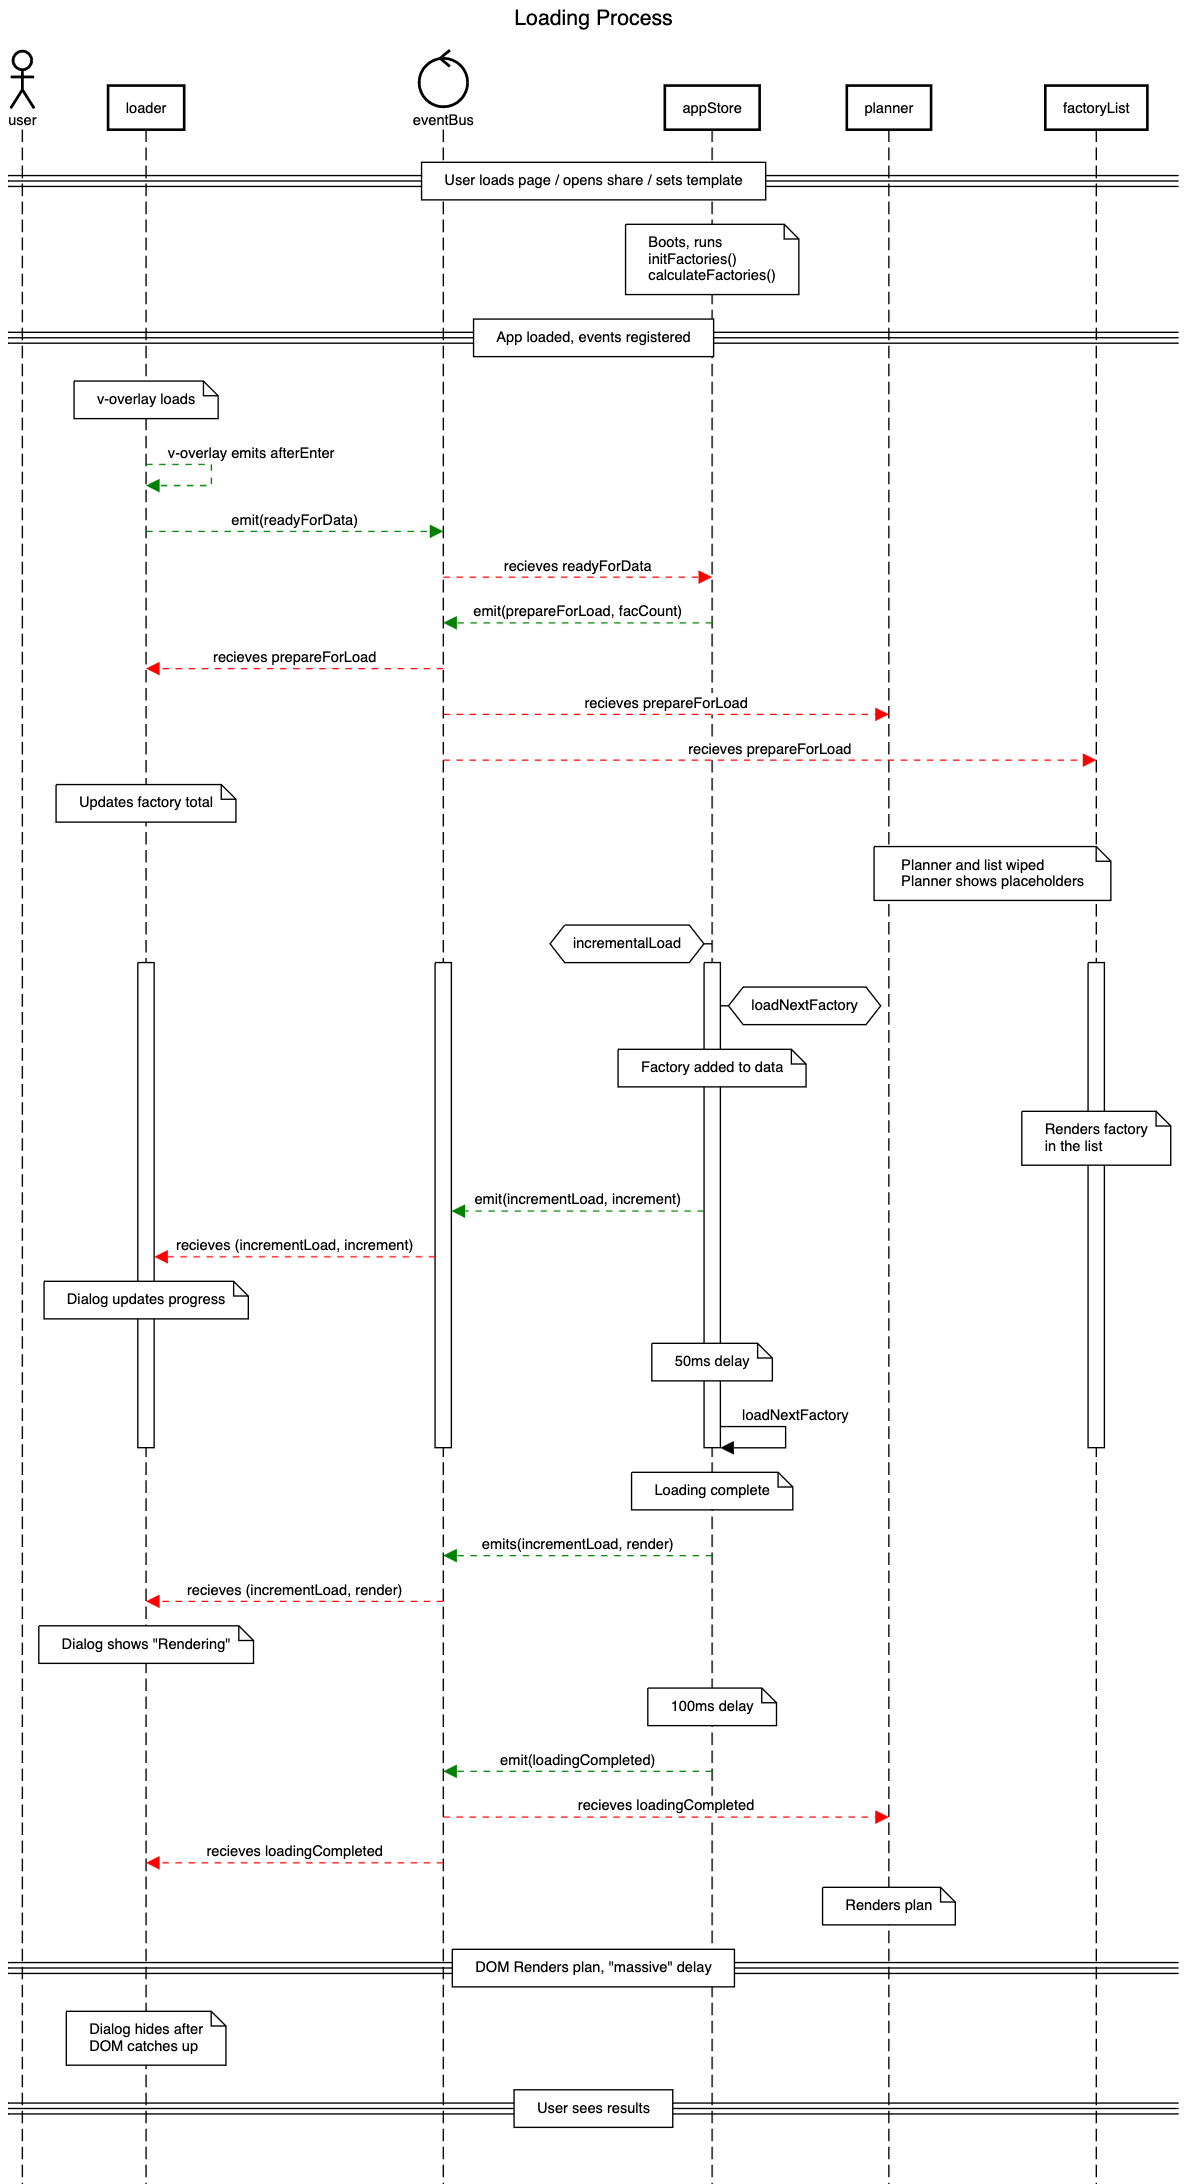 Loading Process
user
loader
eventBus
appStore
planner
factoryList
User loads page / opens share / sets template
Boots, runs
initFactories()
calculateFactories()
App loaded, events registered
v-overlay loads
v-overlay emits afterEnter
emit(readyForData)
recieves readyForData
emit(prepareForLoad, facCount)
recieves prepareForLoad
recieves prepareForLoad
recieves prepareForLoad
Updates factory total
Planner and list wiped
Planner shows placeholders
incrementalLoad
loadNextFactory
Factory added to data
Renders factory
in the list
emit(incrementLoad, increment)
recieves (incrementLoad, increment)
Dialog updates progress
50ms delay
loadNextFactory
Loading complete
emits(incrementLoad, render)
recieves (incrementLoad, render)
Dialog shows "Rendering"
100ms delay
emit(loadingCompleted)
recieves loadingCompleted
recieves loadingCompleted
Renders plan
DOM Renders plan, "massive" delay
Dialog hides after
DOM catches up
User sees results